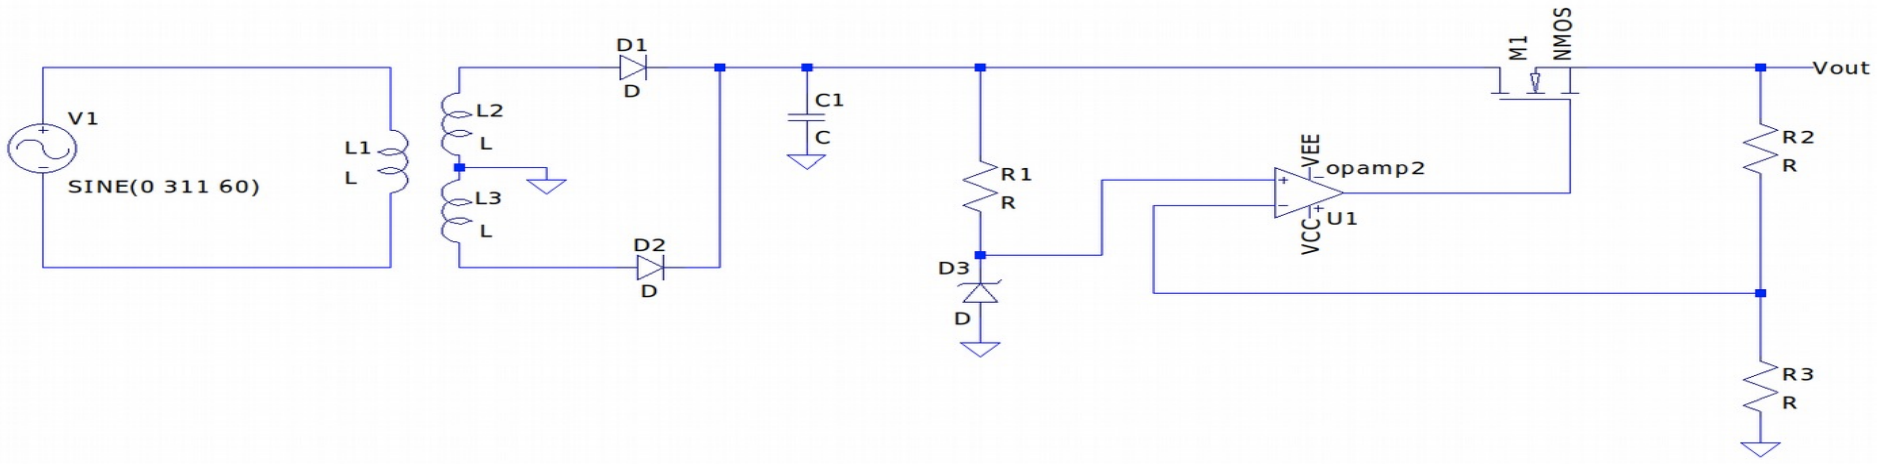 V1
SINE(0 311 60)
L1
L
L2
L
L3
L
D1
D
D2
D
C1
C
R1
R
D3
D
VEE
opamp2
+
−
−
+
VCC
U1
M1
NMOS
Vout
R2
R
R3
R